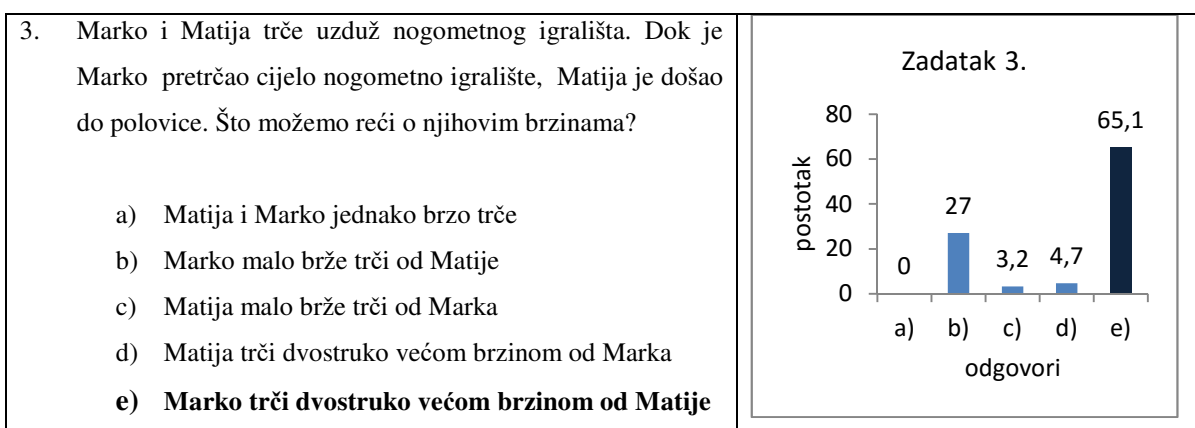 3. Marko i Matija trče uzduž nogometnog igrališta. Dok je
Marko pretrčao cijelo nogometno igralište, Matija je došao
do polovice. Što možemo reći o njihovim brzinama?
a) Matija i Marko jednako brzo trče
b) Marko malo brže trči od Matije
c) Matija malo brže trči od Marka
d) Matija trči dvostruko većom brzinom od Marka
e) Marko trči dvostruko većom brzinom od Matije
Zadatak 3.
postotak
80
60
40
20
0
0
27
3,2
4,7
65,1
a) b) c) d) e)
odgovori